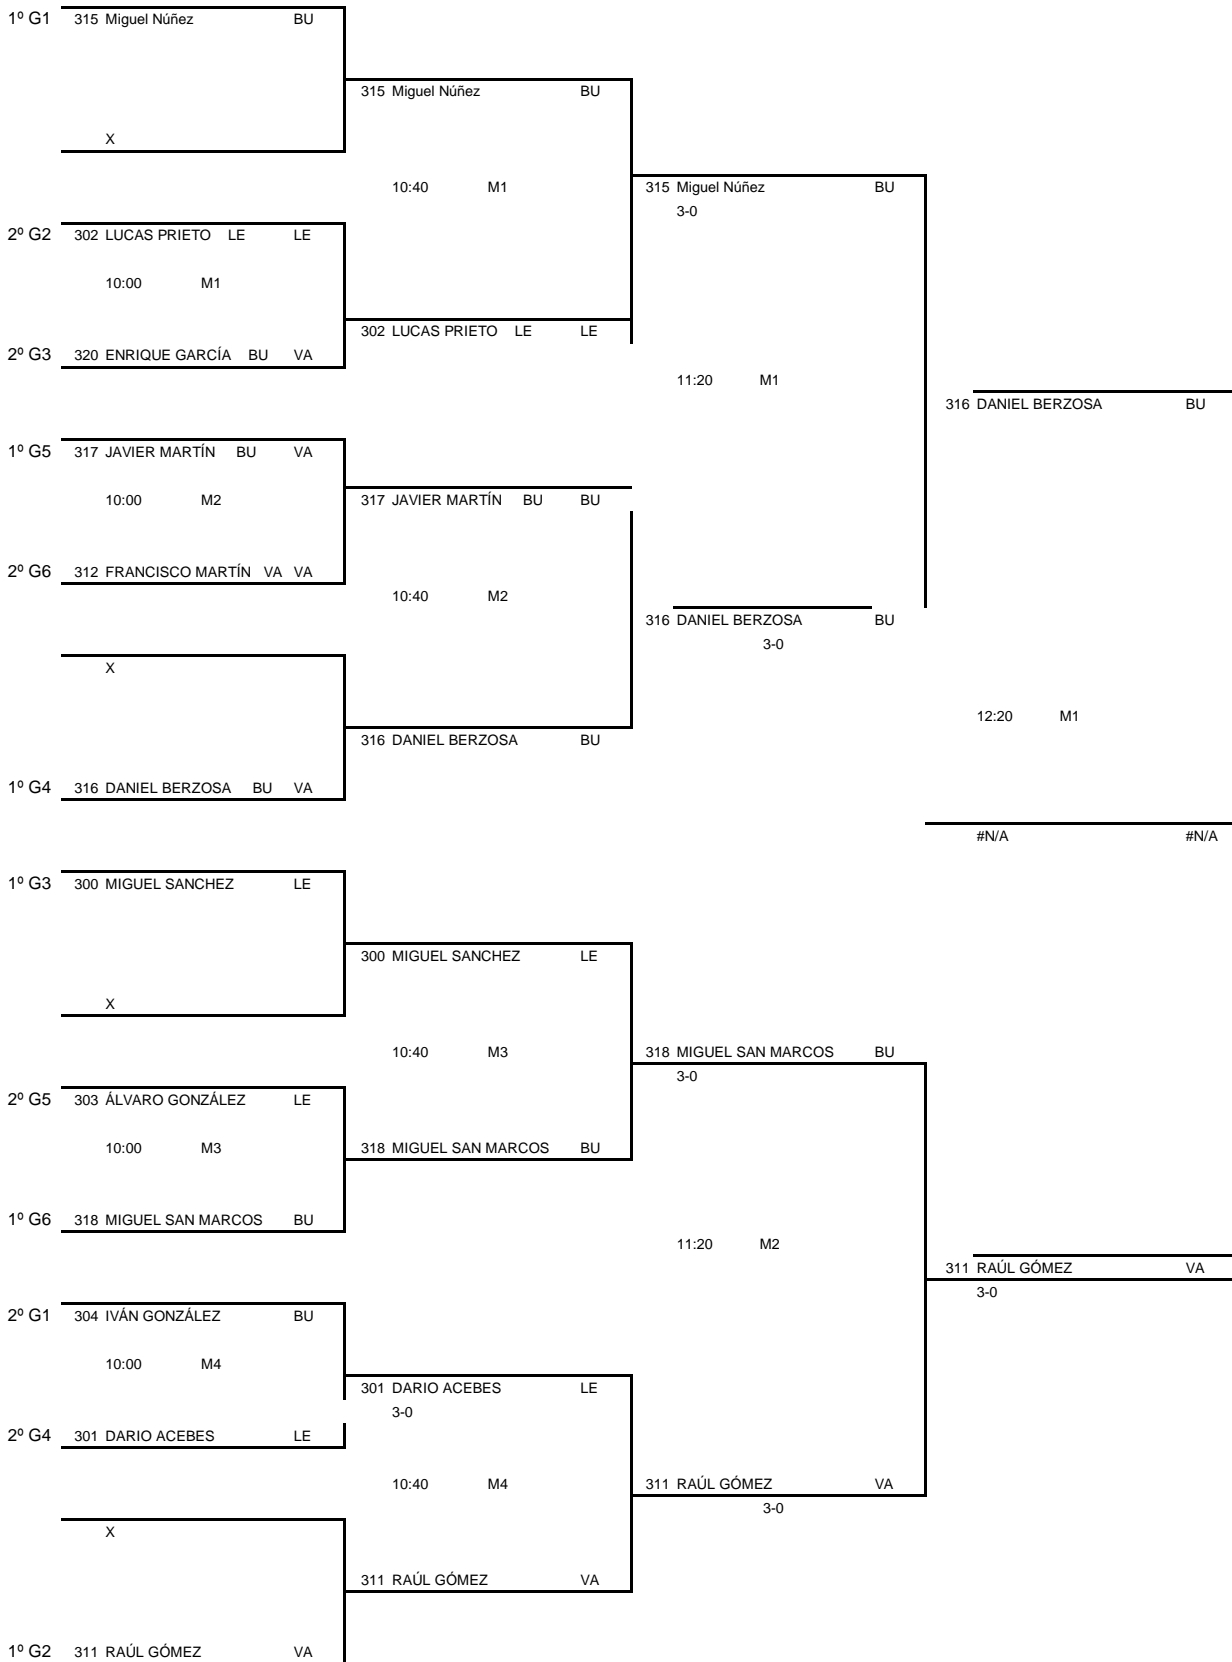 1º G1 315 Miguel Núñez BU
315 Miguel Núñez BU
X
10:40 M1 315 Miguel Núñez BU
3-0
2º G2 302 LUCAS PRIETO LE LE
10:00 M1
302 LUCAS PRIETO LE LE
2º G3 320 ENRIQUE GARCÍA BU VA
11:20 M1
316 DANIEL BERZOSA BU
1º G5 317 JAVIER MARTÍN BU VA
10:00 M2 317 JAVIER MARTÍN BU BU
2º G6 312 FRANCISCO MARTÍN VA VA
10:40 M2
316 DANIEL BERZOSA BU
3-0
X
12:20 M1
316 DANIEL BERZOSA BU
1º G4 316 DANIEL BERZOSA BU VA
#N/A #N/A
1º G3 300 MIGUEL SANCHEZ LE
300 MIGUEL SANCHEZ LE
X
10:40 M3 318 MIGUEL SAN MARCOS BU
3-0
2º G5 303 ÁLVARO GONZÁLEZ LE
10:00 M3 318 MIGUEL SAN MARCOS BU
1º G6 318 MIGUEL SAN MARCOS BU
11:20 M2
311 RAÚL GÓMEZ VA
3-0
2º G1 304 IVÁN GONZÁLEZ BU
10:00 M4
301 DARIO ACEBES LE
3-0
2º G4 301 DARIO ACEBES LE
10:40 M4 311 RAÚL GÓMEZ VA
3-0
X
311 RAÚL GÓMEZ VA
1º G2 311 RAÚL GÓMEZ VA